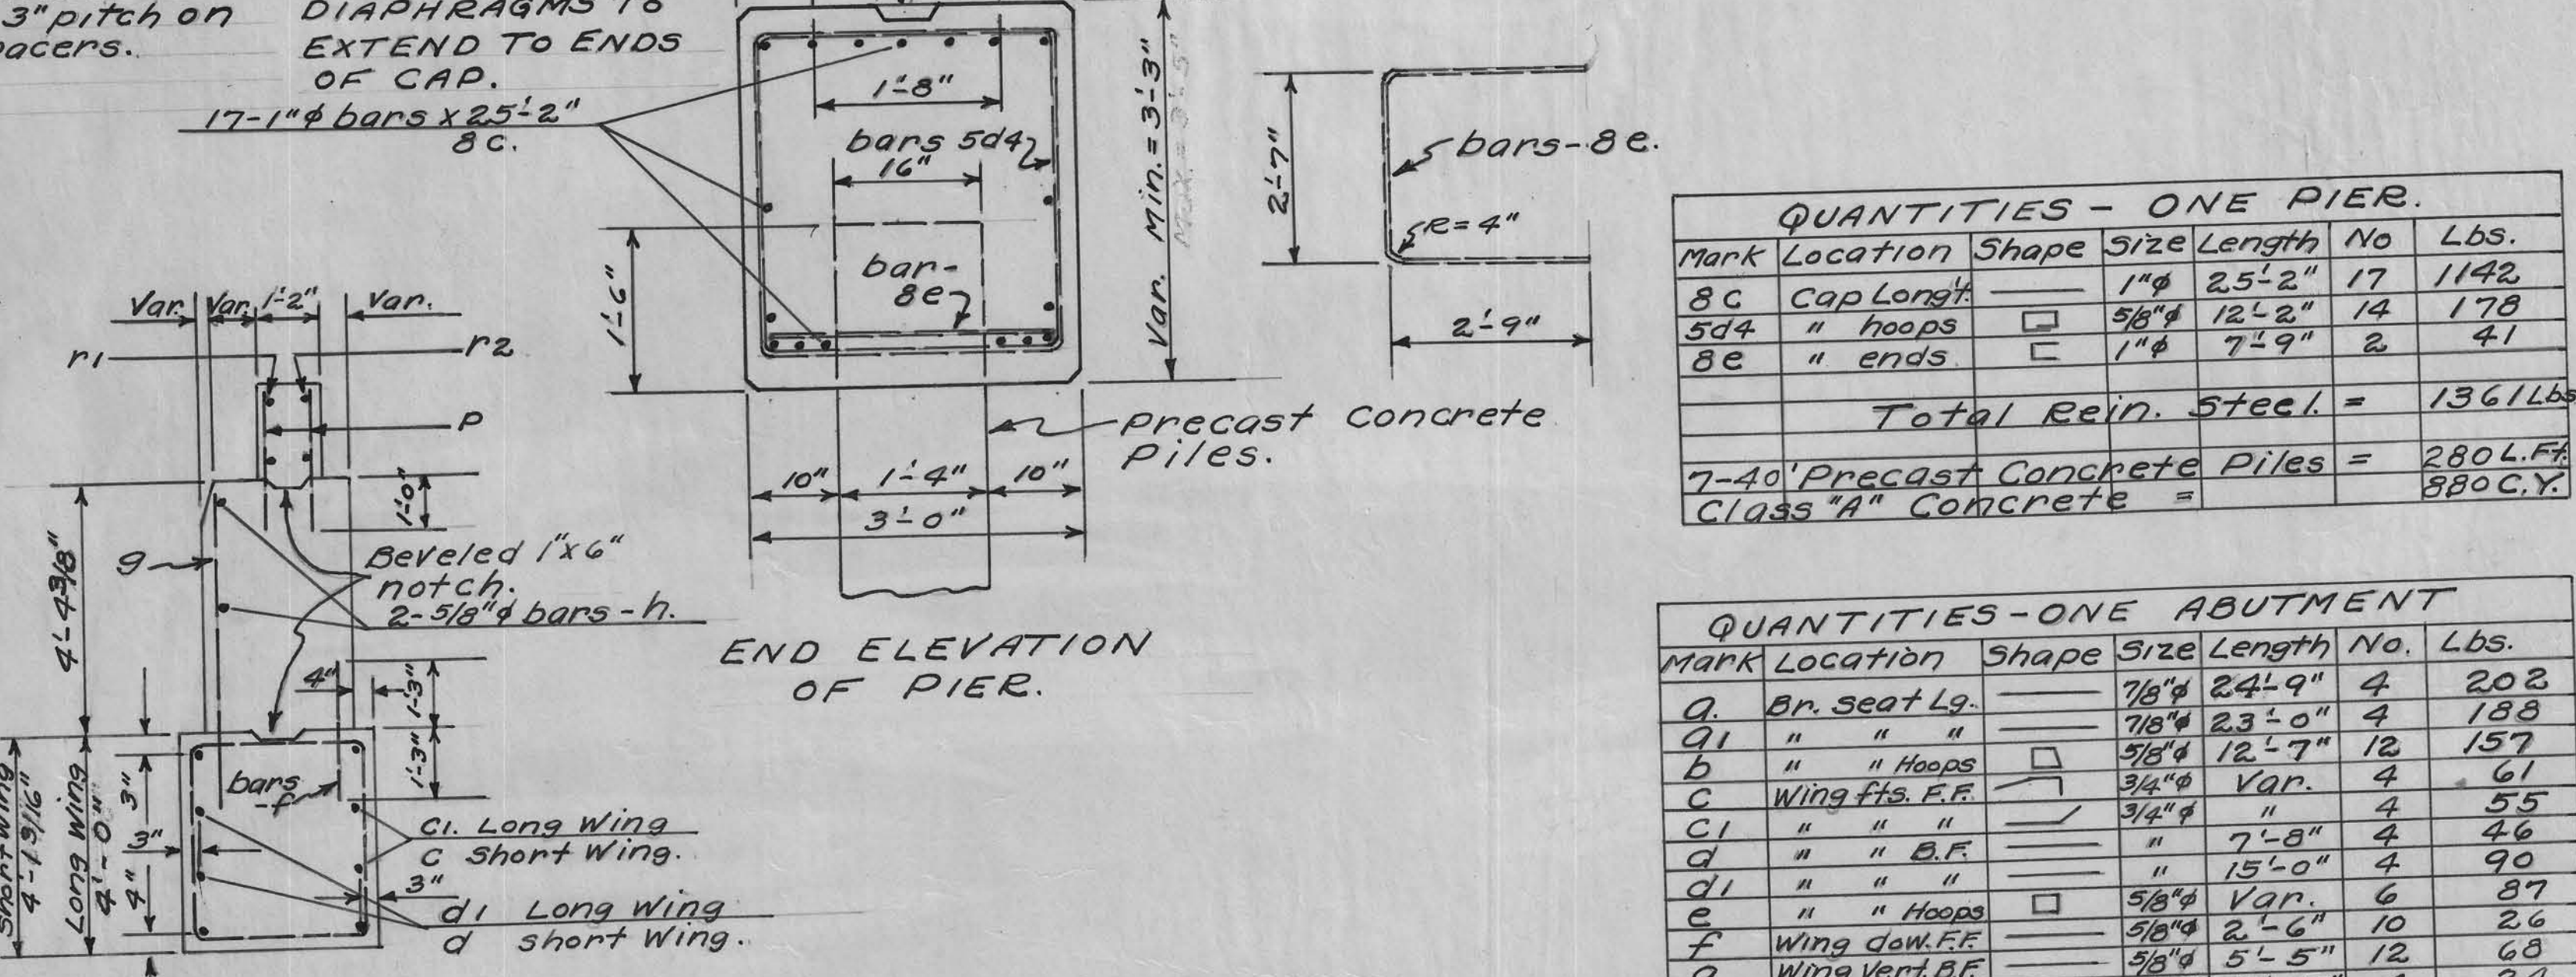 3" pitch on
DIAPHRAGMS TO
EXTEND TO ENDS
OF CAP.
17-1"φ bars x 25'-2"
8c.
1'-8"
bars 5d4
16"
bar-
8e
1'-6"
Var. Min. = 3'-3"
Max. = 3'-5"
10" 1'-4" 10"
3'-0"
Precast Concrete
Piles.
END ELEVATION
OF PIER.
2'-7"
bars-8e.
R=4"
2'-9"
Var. Var. 1'-2" Var.
r1 r2
P
1'-0"
4'-4 3/8"
g
Beveled 1"x6"
notch.
2-5/8"φ bars-h.
4" 1'-3"
1'-3"
bars
-f
Short Wing
4'-1 3/16"
Long Wing
4'-0"
3"
3"
4"
3"
c1. Long Wing
c Short Wing.
d1 Long Wing
d short Wing.
QUANTITIES - ONE PIER.
Mark Location Shape Size Length No Lbs.
8c Cap Long't. 1"φ 25'-2" 17 1142
5d4 " hoops 5/8"φ 12'-2" 14 178
8e " ends. 1"φ 7'-9" 2 41
Total Rein. Steel. = 1361 Lbs
7-40' Precast Concrete Piles = 280 L.Ft.
Class "A" Concrete = 880 C.Y.
QUANTITIES-ONE ABUTMENT
Mark Location Shape Size Length No. Lbs.
a. Br. Seat Lg. 7/8"φ 24'-9" 4 202
a1 " " " 7/8"φ 23'-0" 4 188
b " " Hoops 5/8"φ 12'-7" 12 157
c Wing fts. F.F. 3/4"φ Var. 4 61
c1 " " " 3/4"φ " 4 55
d " " B.F. " 7'-8" 4 46
d1 " " " " 15'-0" 4 90
e " " Hoops 5/8"φ Var. 6 87
f Wing dow. F.F. 5/8"φ 2'-6" 10 26
g Wing Vert. B.F. 5/8"φ 5'-5" 12 68